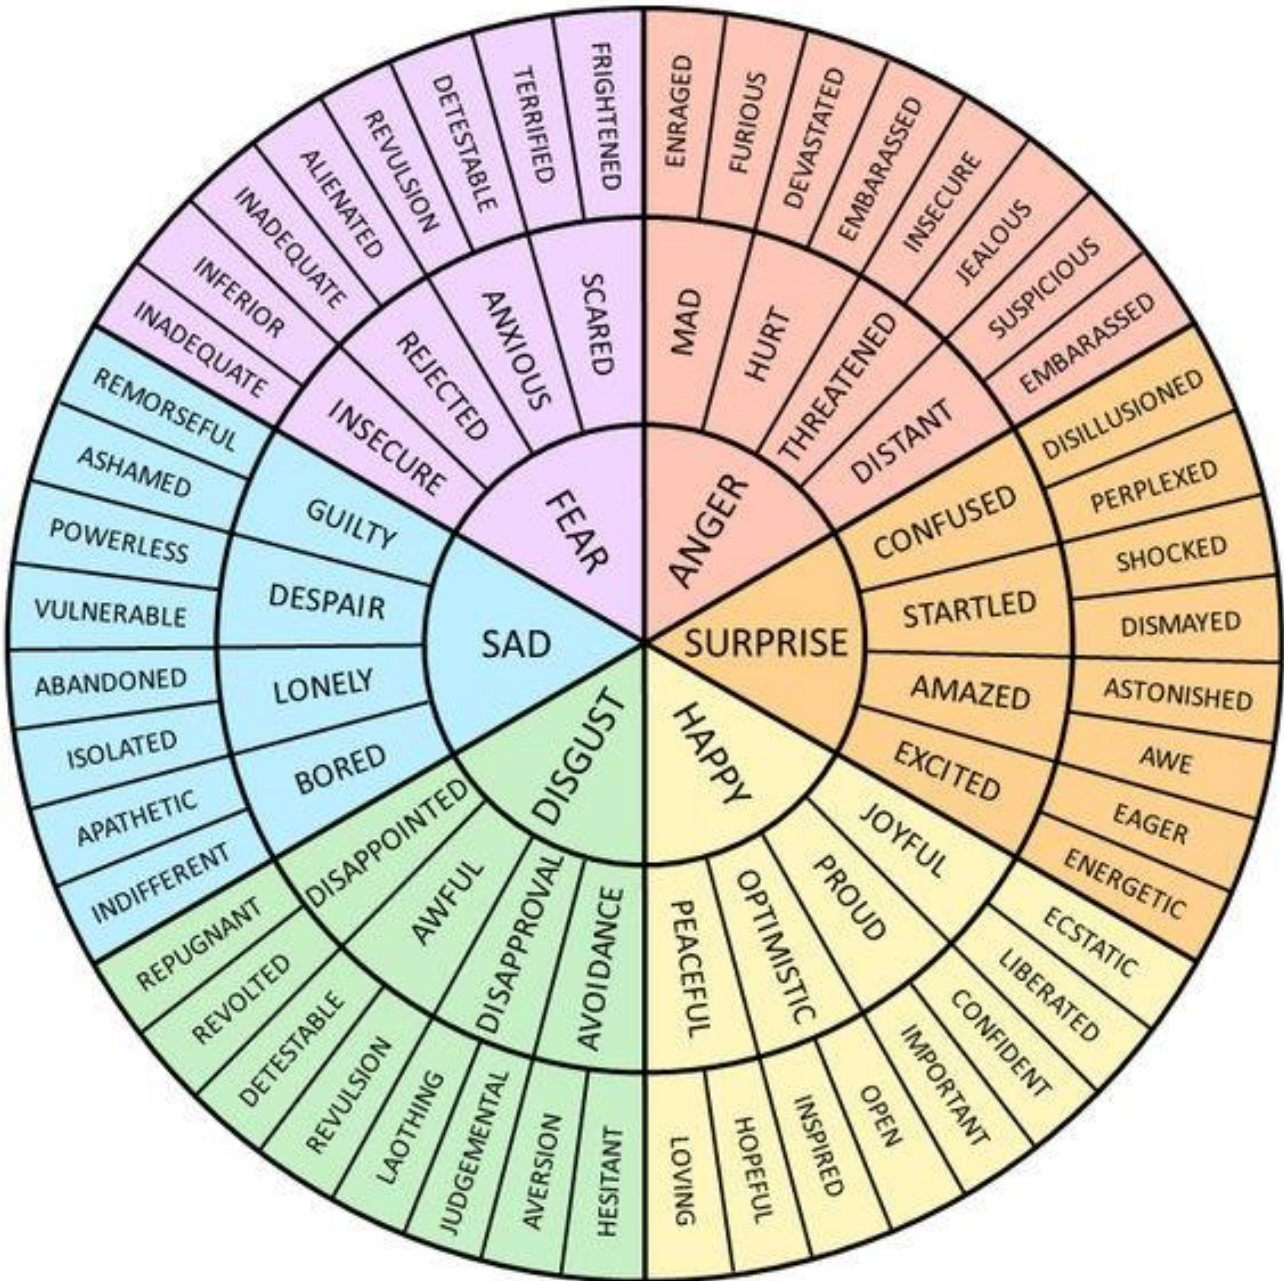 FEAR
ANGER
SURPRISE
HAPPY
DISGUST
SAD
SCARED
MAD
HURT
THREATENED
DISTANT
CONFUSED
STARTLED
AMAZED
EXCITED
JOYFUL
PROUD
OPTIMISTIC
PEACEFUL
AVOIDANCE
DISAPPROVAL
AWFUL
DISAPPOINTED
BORED
LONELY
DESPAIR
GUILTY
INSECURE
REJECTED
ANXIOUS
FRIGHTENED
ENRAGED
FURIOUS
DEVASTATED
EMBARASSED
INSECURE
JEALOUS
SUSPICIOUS
EMBARASSED
DISILLUSIONED
PERPLEXED
SHOCKED
DISMAYED
ASTONISHED
AWE
EAGER
ENERGETIC
ECSTATIC
LIBERATED
CONFIDENT
IMPORTANT
OPEN
INSPIRED
HOPEFUL
LOVING
HESITANT
AVERSION
JUDGEMENTAL
LAOTHING
REVULSION
DETESTABLE
REVOLTED
REPUGNANT
INDIFFERENT
APATHETIC
ISOLATED
ABANDONED
VULNERABLE
POWERLESS
ASHAMED
REMORSEFUL
INADEQUATE
INFERIOR
INADEQUATE
ALIENATED
REVULSION
DETESTABLE
TERRIFIED